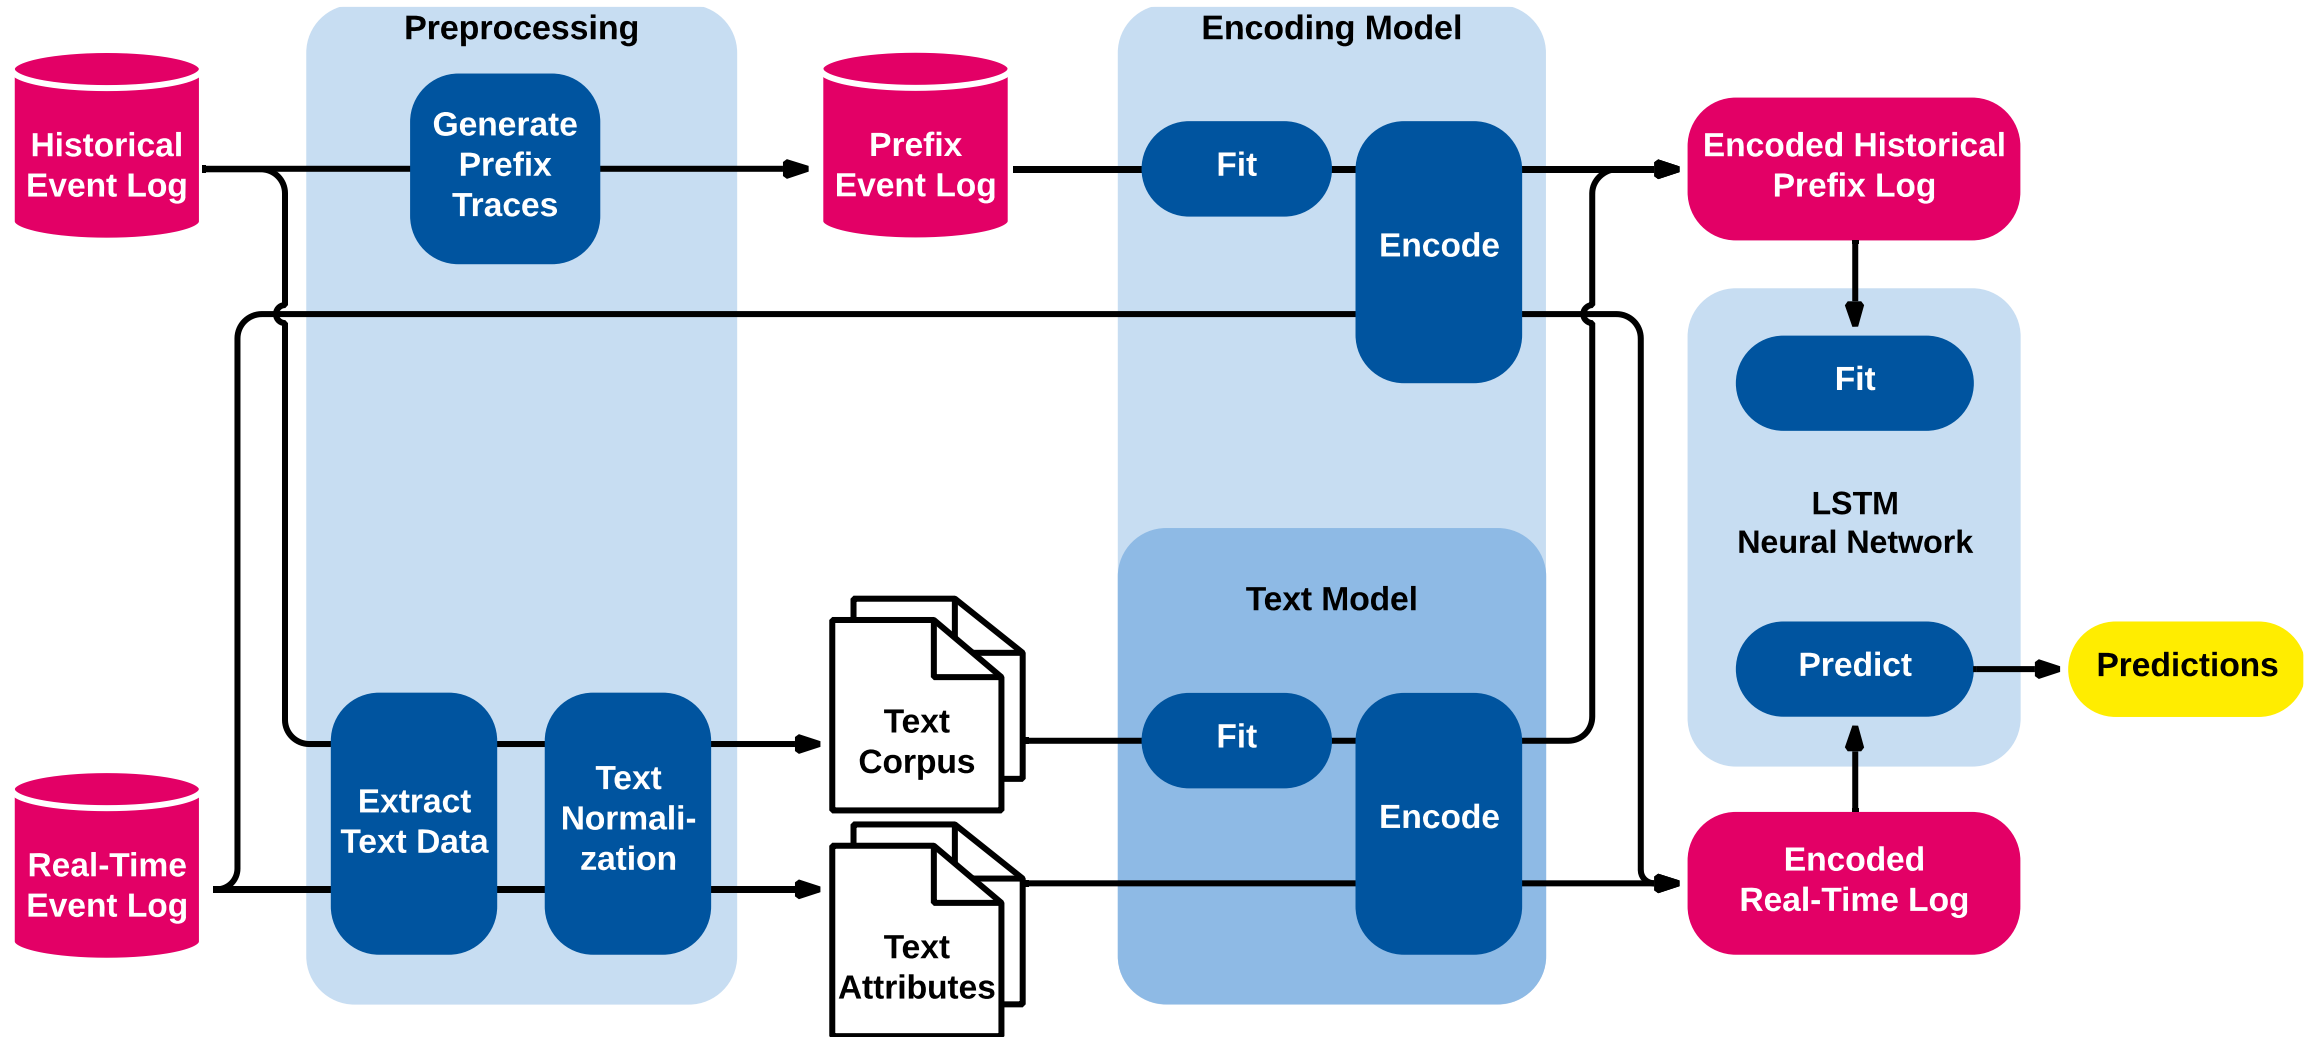 Preprocessing
Encoding Model
Historical
Event Log
Generate
Prefix
Traces
Prefix
Event Log
Fit
Encode
Encoded Historical
Prefix Log
Fit
LSTM
Neural Network
Predict
Predictions
Text Model
Text
Corpus
Fit
Encode
Extract
Text Data
Text
Normali-
zation
Real-Time
Event Log
Text
Attributes
Encoded
Real-Time Log